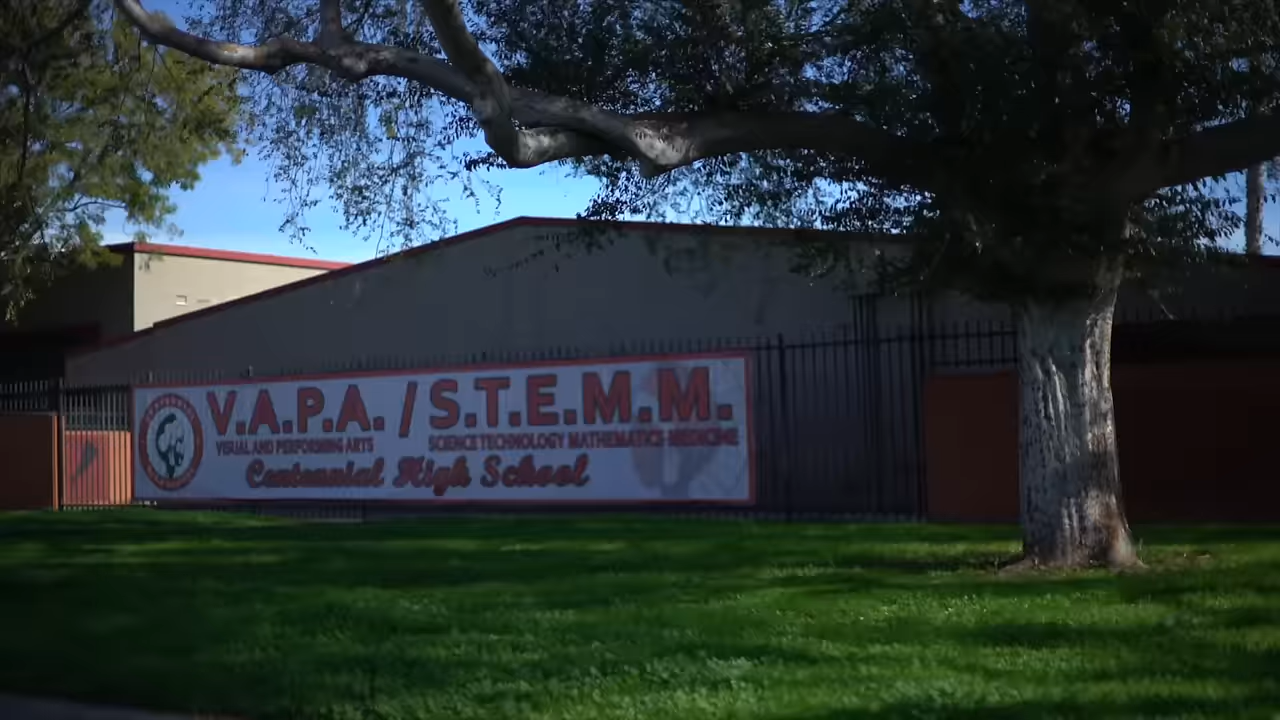 V.A.P.A. / S.T.E.M.M.
VISUAL AND PERFORMING ARTS SCIENCE TECHNOLOGY MATHEMATICS MEDICINE
Centennial High School